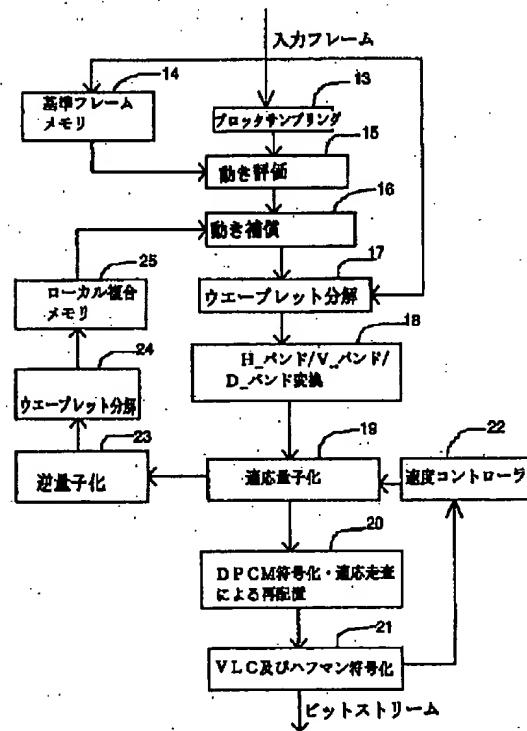 入力フレーム
14
基準フレーム
メモリ
13
ブロックサンプリング
15
動き評価
16
動き補償
25
ローカル複合
メモリ
17
ウエーブレット分解
18
H_バンド/V_バンド/
D_バンド変換
24
ウエーブレット分解
23
逆量子化
19
適応量子化
22
速度コントローラ
20
DPCM符号化・適応走査
による再配置
21
VLC及びハフマン符号化
ビットストリーム